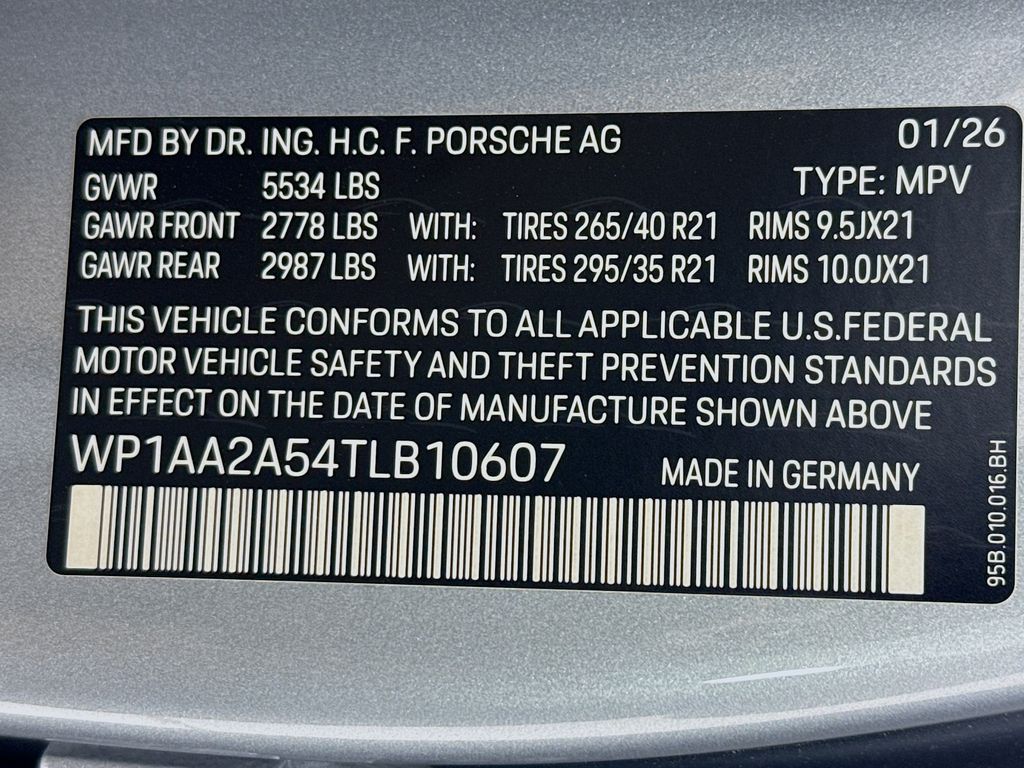 MFD BY DR. ING. H.C. F. PORSCHE AG 01/26
GVWR 5534 LBS TYPE: MPV
GAWR FRONT 2778 LBS WITH: TIRES 265/40 R21 RIMS 9.5JX21
GAWR REAR 2987 LBS WITH: TIRES 295/35 R21 RIMS 10.0JX21
THIS VEHICLE CONFORMS TO ALL APPLICABLE U.S.FEDERAL
MOTOR VEHICLE SAFETY AND THEFT PREVENTION STANDARDS
IN EFFECT ON THE DATE OF MANUFACTURE SHOWN ABOVE
WP1AA2A54TLB10607 MADE IN GERMANY
95B.010.016.BH